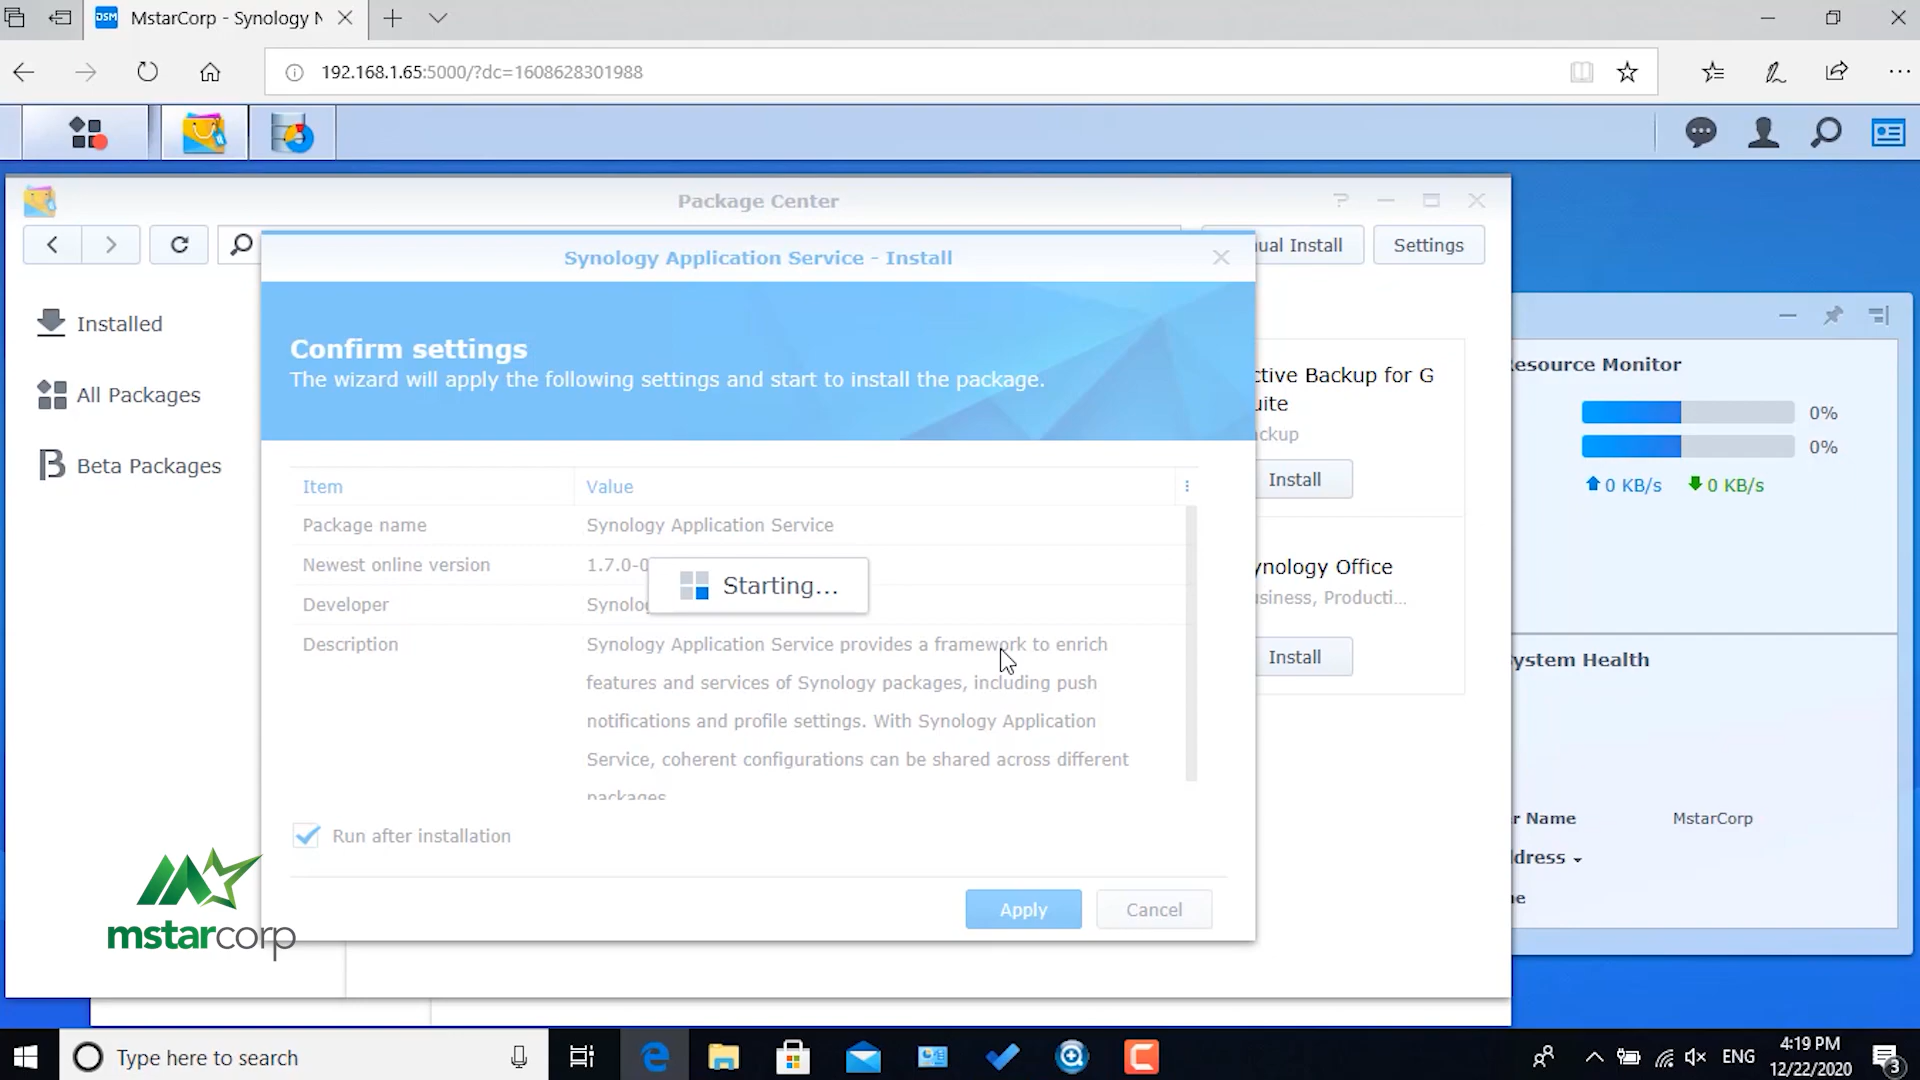 DSM MstarCorp - Synology N
192.168.1.65:5000/?dc=1608628301988
Package Center
ual Install
Settings
Synology Application Service - Install
Installed
All Packages
Beta Packages
Confirm settings
The wizard will apply the following settings and start to install the package.
Item Value
Package name Synology Application Service
Newest online version 1.7.0-0
Developer Synolo
Starting...
Description Synology Application Service provides a framework to enrich
features and services of Synology packages, including push
notifications and profile settings. With Synology Application
Service, coherent configurations can be shared across different
packages.
Run after installation
Apply Cancel
ctive Backup for G
uite
ackup
Install
ynology Office
usiness, Producti...
Install
esource Monitor
0%
0%
0 KB/s 0 KB/s
ystem Health
r Name MstarCorp
ddress
ne
mstarcorp
Type here to search
ENG
4:19 PM
12/22/2020
3